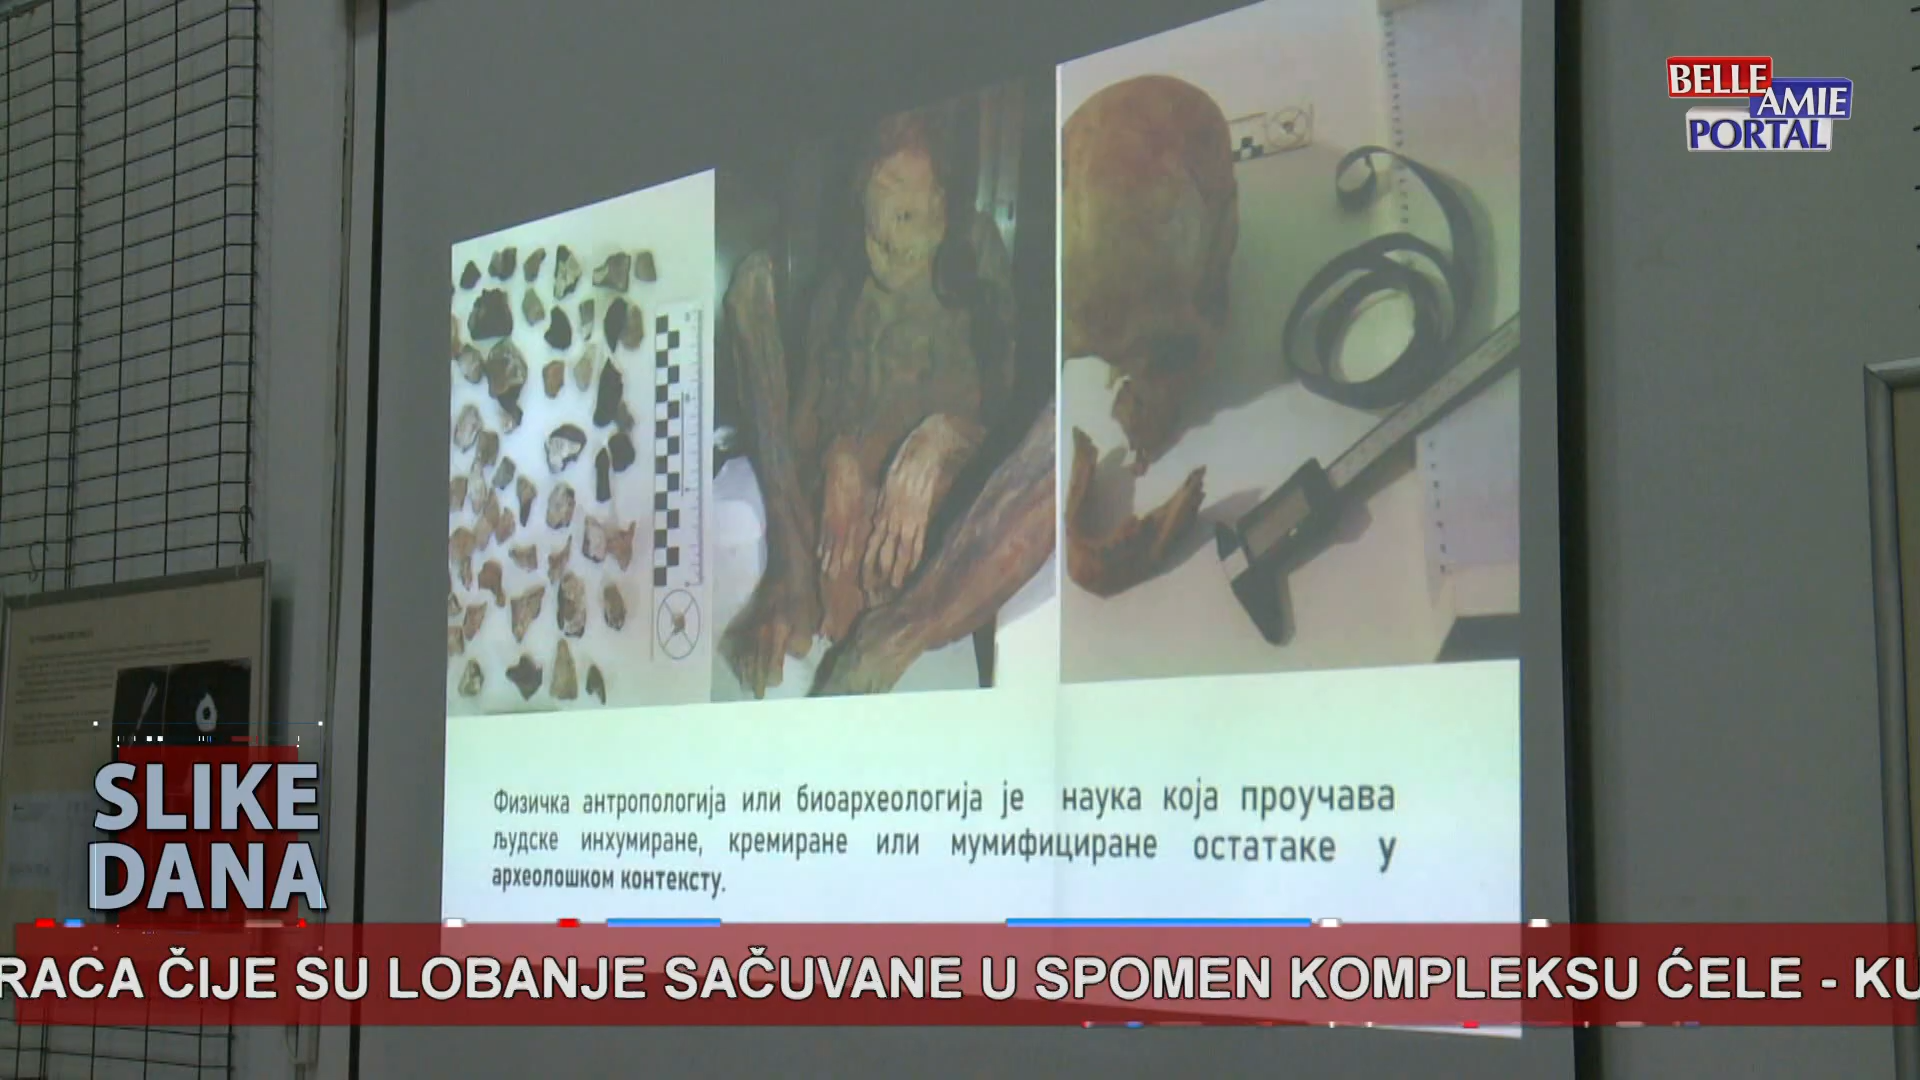 BELLE
AMIE
PORTAL
Физичка антропологија или биоархеологија је наука која проучава
људске инхумиране, кремиране или мумифициране остатаке у
археолошком контексту.
SLIKE
DANA
RACA ČIJE SU LOBANJE SAČUVANE U SPOMEN KOMPLEKSU ĆELE - KU